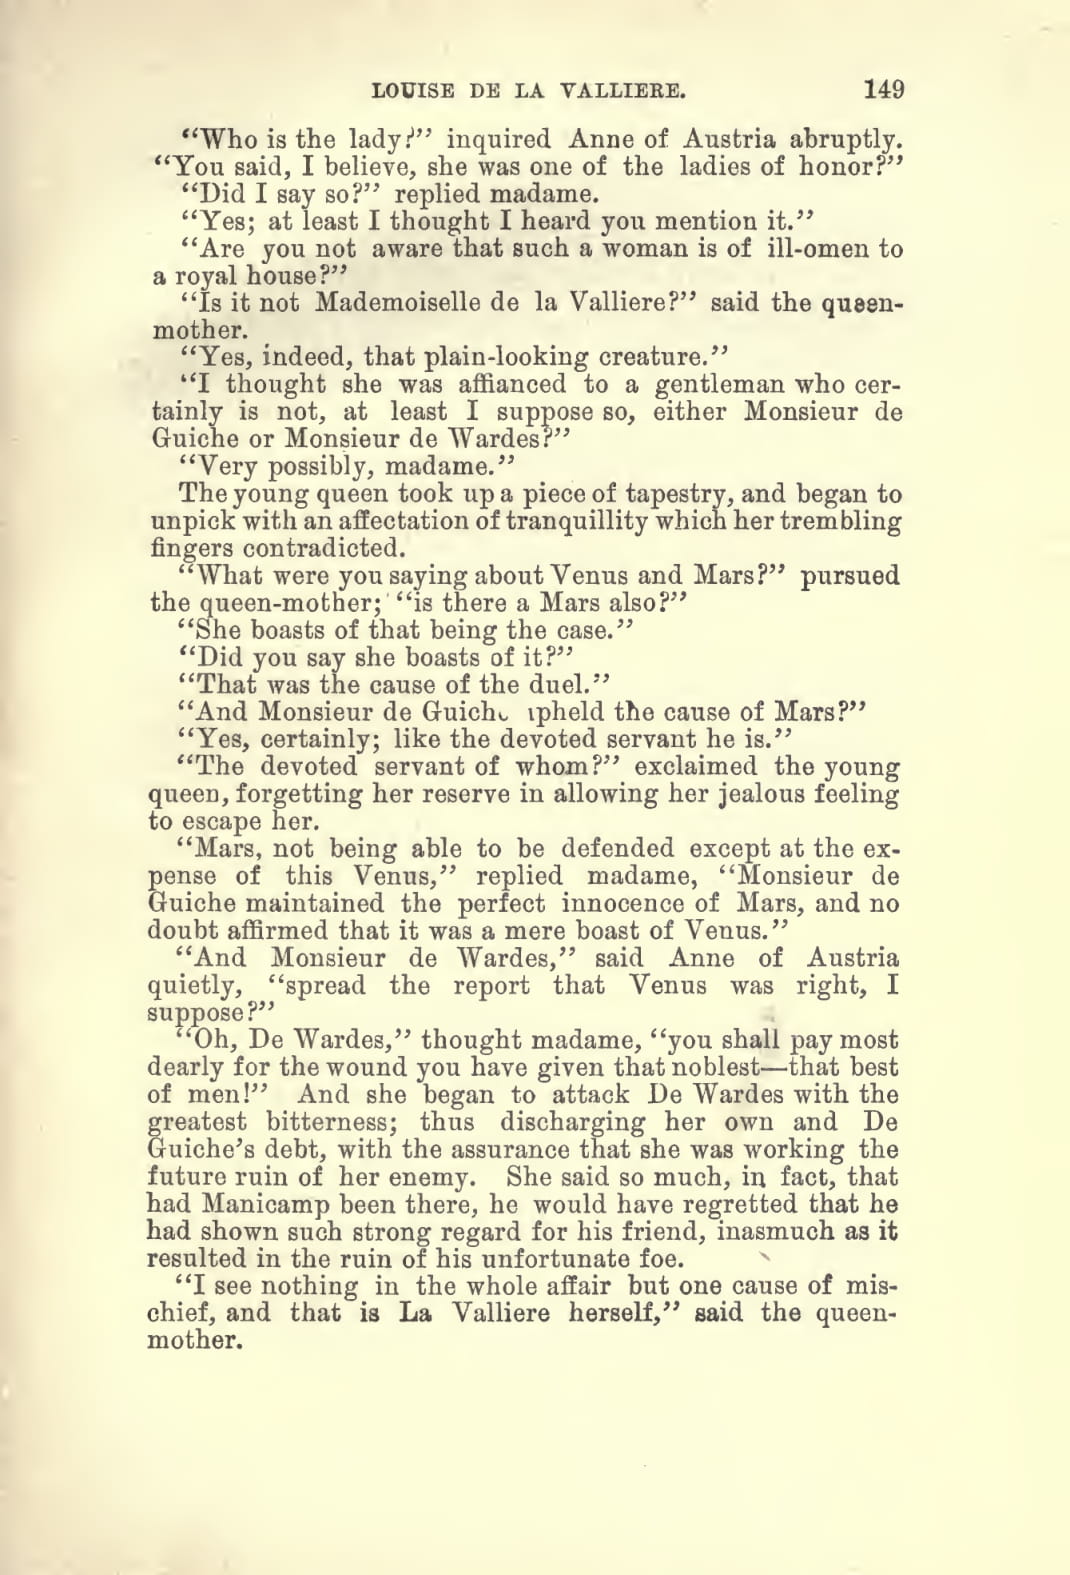 LOUISE DE LA VALLIERE. 149
“Who is the lady?” inquired Anne of Austria abruptly.
“You said, I believe, she was one of the ladies of honor?”
“Did I say so?” replied madame.
“Yes; at least I thought I heard you mention it.”
“Are you not aware that such a woman is of ill-omen to
a royal house?”
“Is it not Mademoiselle de la Valliere?” said the queen-
mother.
“Yes, indeed, that plain-looking creature.”
“I thought she was affianced to a gentleman who cer-
tainly is not, at least I suppose so, either Monsieur de
Guiche or Monsieur de Wardes?”
“Very possibly, madame.”
The young queen took up a piece of tapestry, and began to
unpick with an affectation of tranquillity which her trembling
fingers contradicted.
“What were you saying about Venus and Mars?” pursued
the queen-mother; “is there a Mars also?”
“She boasts of that being the case.”
“Did you say she boasts of it?”
“That was the cause of the duel.”
“And Monsieur de Guiche upheld the cause of Mars?”
“Yes, certainly; like the devoted servant he is.”
“The devoted servant of whom?” exclaimed the young
queen, forgetting her reserve in allowing her jealous feeling
to escape her.
“Mars, not being able to be defended except at the ex-
pense of this Venus,” replied madame, “Monsieur de
Guiche maintained the perfect innocence of Mars, and no
doubt affirmed that it was a mere boast of Venus.”
“And Monsieur de Wardes,” said Anne of Austria
quietly, “spread the report that Venus was right, I
suppose?”
“Oh, De Wardes,” thought madame, “you shall pay most
dearly for the wound you have given that noblest—that best
of men!” And she began to attack De Wardes with the
greatest bitterness; thus discharging her own and De
Guiche’s debt, with the assurance that she was working the
future ruin of her enemy. She said so much, in fact, that
had Manicamp been there, he would have regretted that he
had shown such strong regard for his friend, inasmuch as it
resulted in the ruin of his unfortunate foe.
“I see nothing in the whole affair but one cause of mis-
chief, and that is La Valliere herself,” said the queen-
mother.